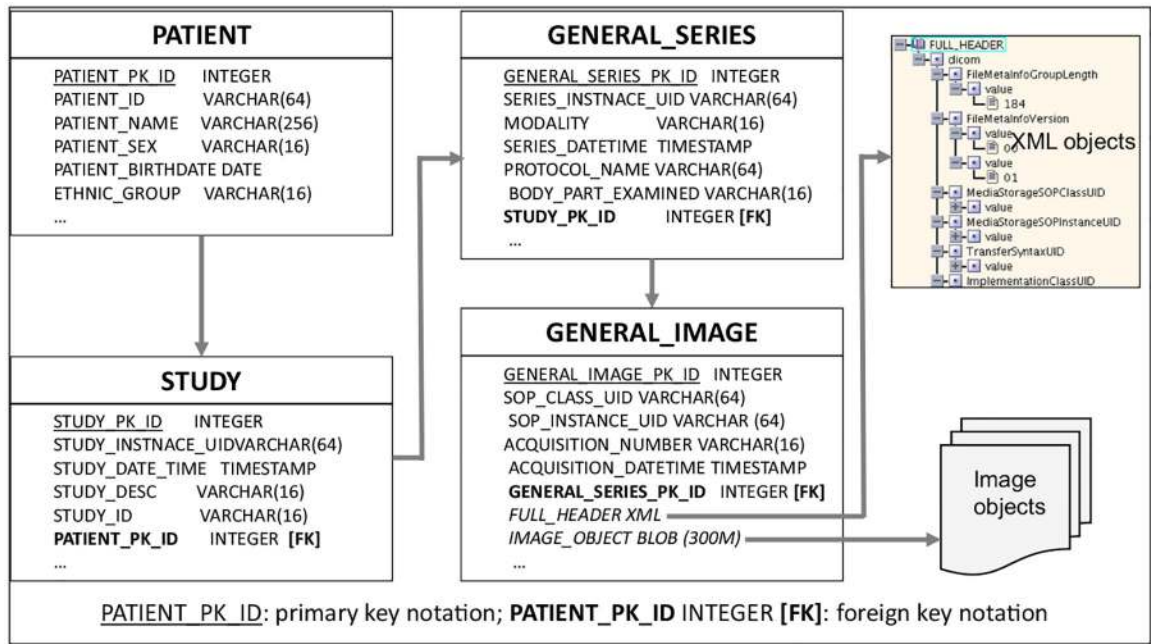 PATIENT
PATIENT_PK_ID INTEGER
PATIENT_ID VARCHAR(64)
PATIENT_NAME VARCHAR(256)
PATIENT_SEX VARCHAR(16)
PATIENT_BIRTHDATE DATE
ETHNIC_GROUP VARCHAR(16)
...
STUDY
STUDY_PK_ID INTEGER
STUDY_INSTNACE_UIDVARCHAR(64)
STUDY_DATE_TIME TIMESTAMP
STUDY_DESC VARCHAR(16)
STUDY_ID VARCHAR(16)
PATIENT_PK_ID INTEGER [FK]
...
GENERAL_SERIES
GENERAL_SERIES_PK_ID INTEGER
SERIES_INSTNACE_UID VARCHAR(64)
MODALITY VARCHAR(16)
SERIES_DATETIME TIMESTAMP
PROTOCOL_NAME VARCHAR(64)
BODY_PART_EXAMINED VARCHAR(16)
STUDY_PK_ID INTEGER [FK]
...
GENERAL_IMAGE
GENERAL_IMAGE_PK_ID INTEGER
SOP_CLASS_UID VARCHAR(64)
SOP_INSTANCE_UID VARCHAR (64)
ACQUISITION_NUMBER VARCHAR(16)
ACQUISITION_DATETIME TIMESTAMP
GENERAL_SERIES_PK_ID INTEGER [FK]
FULL_HEADER XML
IMAGE_OBJECT BLOB (300M)
...
FULL_HEADER
dicom
FileMetaInfoGroupLength
value
184
FileMetaInfoVersion
value
XML objects
value
01
MediaStorageSOPClassUID
value
MediaStorageSOPInstanceUID
value
TransferSyntaxUID
value
ImplementationClassUID
Image
objects
PATIENT_PK_ID: primary key notation; PATIENT_PK_ID INTEGER [FK]: foreign key notation